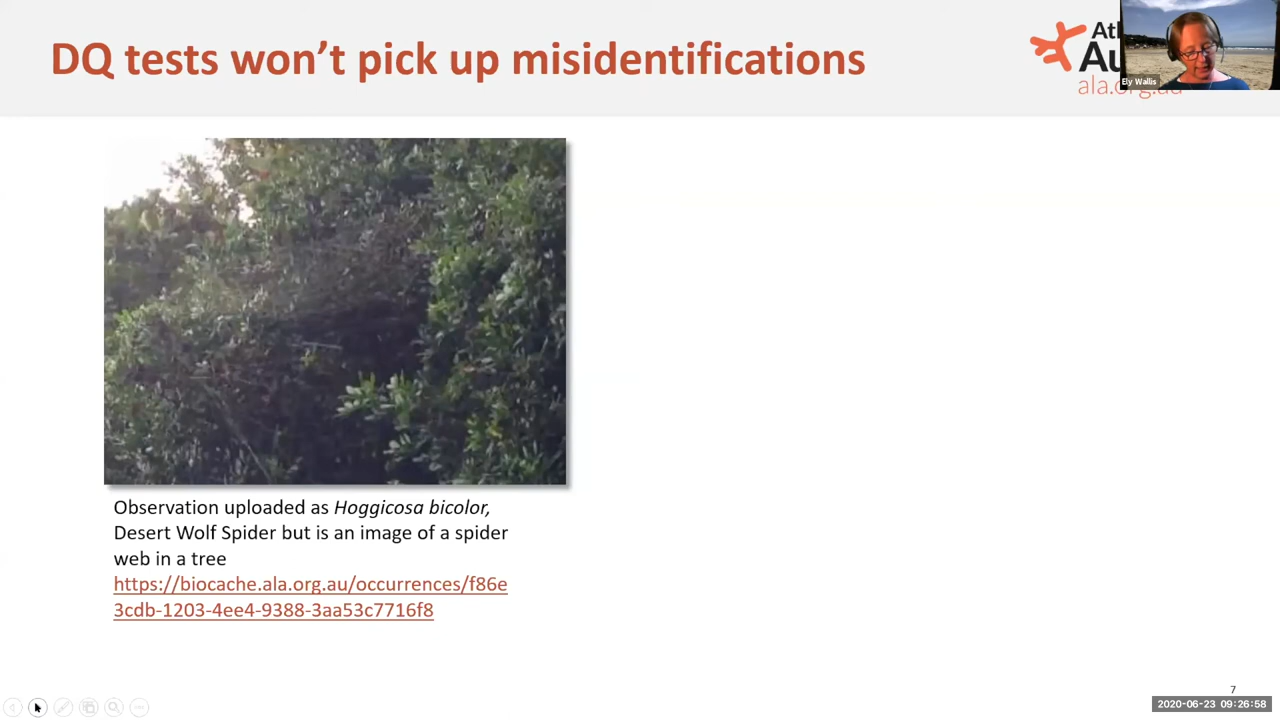 DQ tests won’t pick up misidentifications
Ely Wallis
ala.org.au
Observation uploaded as Hoggicosa bicolor,
Desert Wolf Spider but is an image of a spider
web in a tree
https://biocache.ala.org.au/occurrences/f86e
3cdb-1203-4ee4-9388-3aa53c7716f8
7
2020-06-23 09:26:58